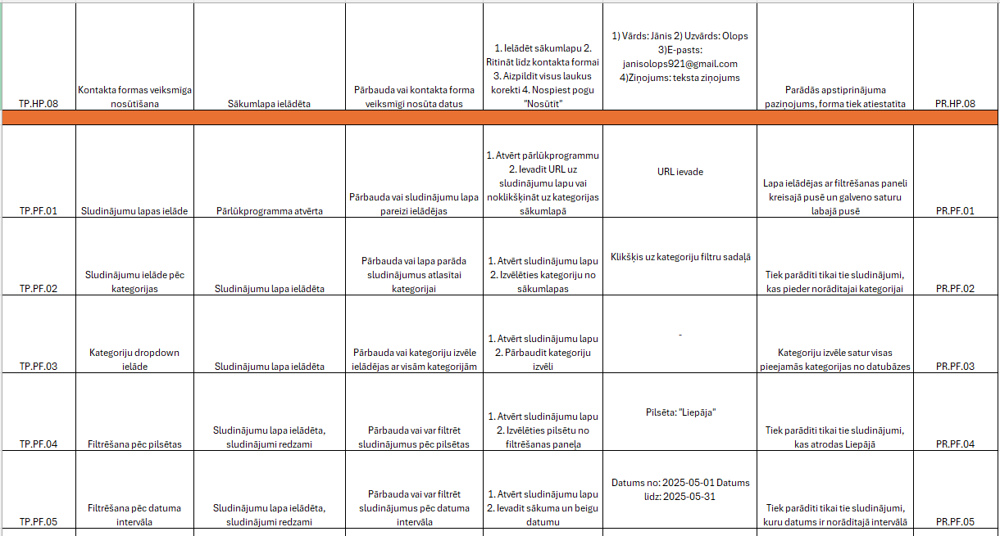 TP.HP.08
Kontakta formas veiksmīga
nosūtīšana
Sākumlapa ielādēta
Pārbauda vai kontakta forma
veiksmīgi nosūta datus
1. Ielādēt sākumlapu 2.
Ritināt līdz kontakta formai
3. Aizpildīt visus laukus
korekti 4. Nospiest pogu
"Nosūtīt"
1) Vārds: Jānis 2) Uzvārds: Olops
3)E-pasts:
janisolops921@gmail.com
4)Ziņojums: teksta ziņojums
Parādās apstiprinājuma
paziņojums, forma tiek atiestatīta
PR.HP.08
TP.PF.01
Sludinājumu lapas ielāde
Pārlūkprogramma atvērta
Pārbauda vai sludinājumu lapa
pareizi ielādējas
1. Atvērt pārlūkprogrammu
2. Ievadīt URL uz
sludinājumu lapu vai
noklikšķināt uz kategorijas
sākumlapā
URL ievade
Lapa ielādējas ar filtrēšanas paneli
kreisajā pusē un galveno saturu
labajā pusē
PR.PF.01
TP.PF.02
Sludinājumu ielāde pēc
kategorijas
Sludinājumu lapa ielādēta
Pārbauda vai lapa parāda
sludinājumus atlasītai
kategorijai
1. Atvērt sludinājumu lapu
2. Izvēlēties kategoriju no
sākumlapas
Klikšķis uz kategoriju filtru sadaļā
Tiek parādīti tikai tie sludinājumi,
kas pieder norādītajai kategorijai
PR.PF.02
TP.PF.03
Kategoriju dropdown
ielāde
Sludinājumu lapa ielādēta
Pārbauda vai kategoriju izvēle
ielādējas ar visām kategorijām
1. Atvērt sludinājumu lapu
2. Pārbaudīt kategoriju
izvēli
-
Kategoriju izvēle satur visas
pieejamās kategorijas no datubāzes
PR.PF.03
TP.PF.04
Filtrēšana pēc pilsētas
Sludinājumu lapa ielādēta,
sludinājumi redzami
Pārbauda vai var filtrēt
sludinājumus pēc pilsētas
1. Atvērt sludinājumu lapu
2. Izvēlēties pilsētu no
filtrēšanas paneļa
Pilsēta: "Liepāja"
Tiek parādīti tikai tie sludinājumi,
kas atrodas Liepājā
PR.PF.04
TP.PF.05
Filtrēšana pēc datuma
intervāla
Sludinājumu lapa ielādēta,
sludinājumi redzami
Pārbauda vai var filtrēt
sludinājumus pēc datuma
intervāla
1. Atvērt sludinājumu lapu
2. Ievadīt sākuma un beigu
datumu
Datums no: 2025-05-01 Datums
līdz: 2025-05-31
Tiek parādīti tikai tie sludinājumi,
kuru datums ir norādītajā intervālā
PR.PF.05